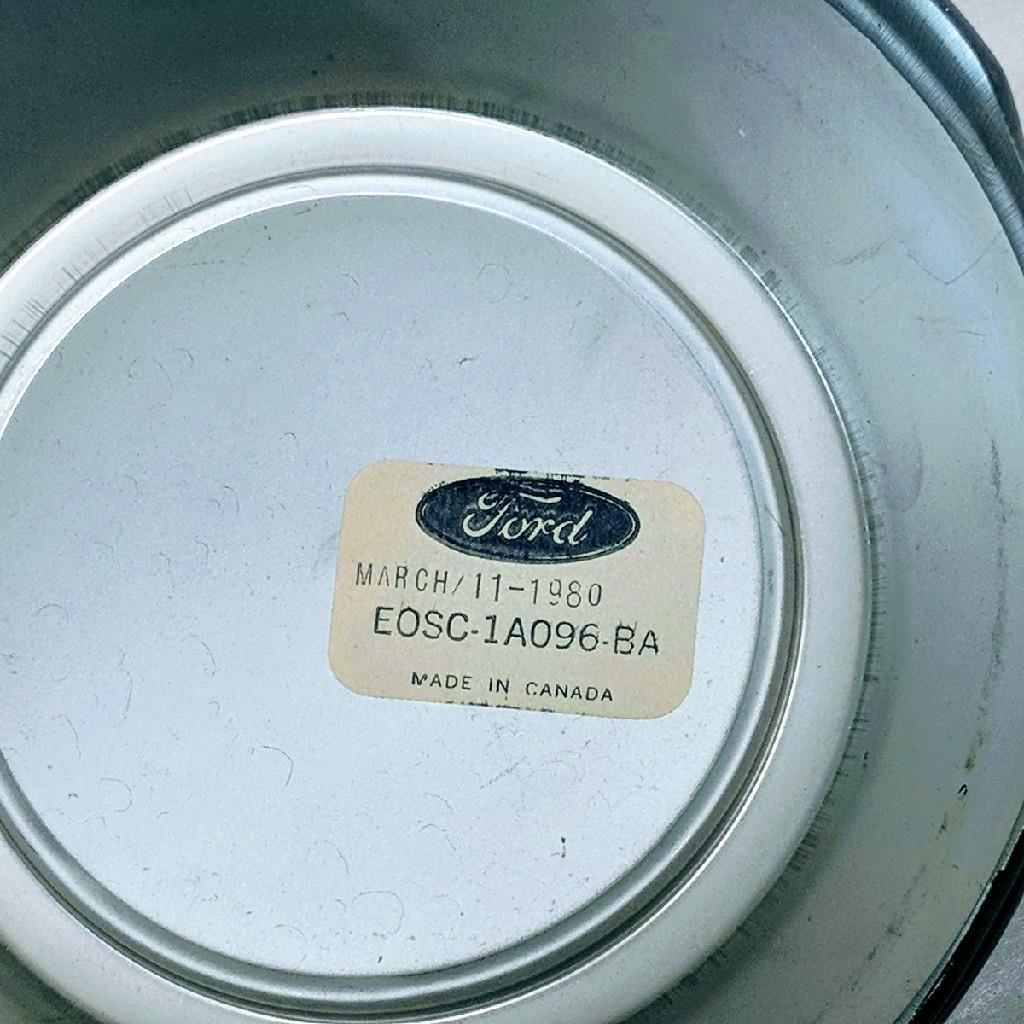 Ford
MARCH/11-1980
EOSC-1A096-BA
MADE IN CANADA